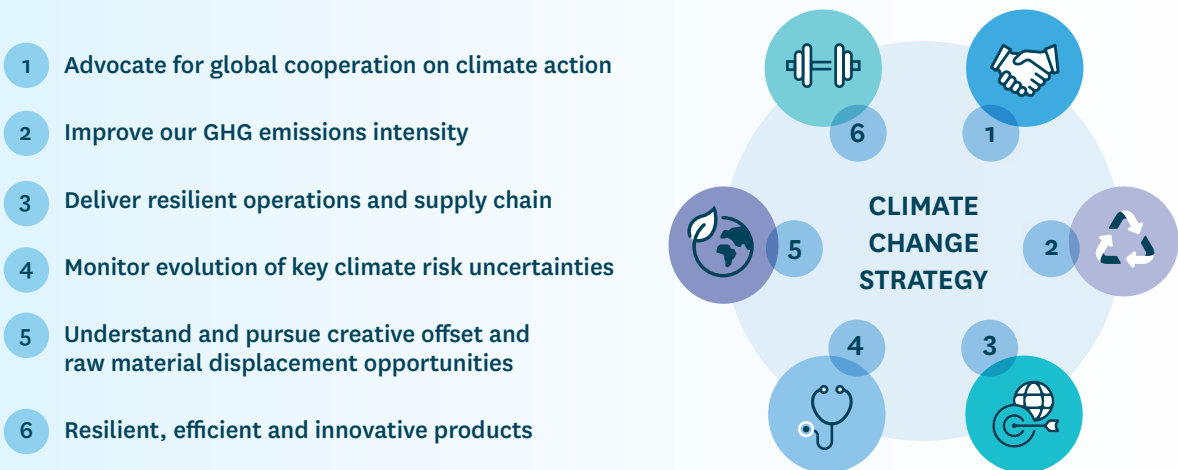 1 Advocate for global cooperation on climate action
2 Improve our GHG emissions intensity
3 Deliver resilient operations and supply chain
4 Monitor evolution of key climate risk uncertainties
5 Understand and pursue creative offset and
raw material displacement opportunities
6 Resilient, efficient and innovative products
6
1
5
CLIMATE
CHANGE
STRATEGY
2
4
3